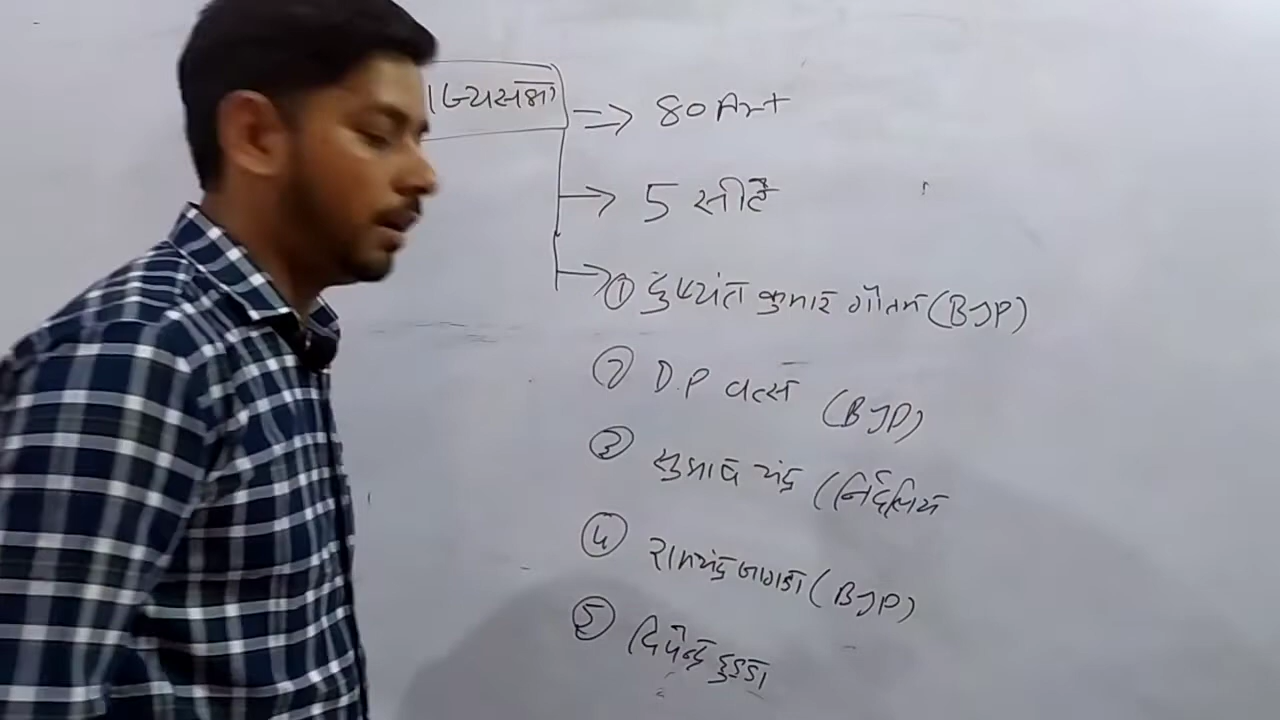 ाज्यसभा => 80 Art
→ 5 सीटें
→ ① दुष्यंत कुमार गौतम (BJP)
② D.P वत्स (BJP)
③ सुभाष चंद्र (निर्दलिय
④ रामचंद्र जागडा (BJP)
⑤ दिपेन्द्र हुड्डा